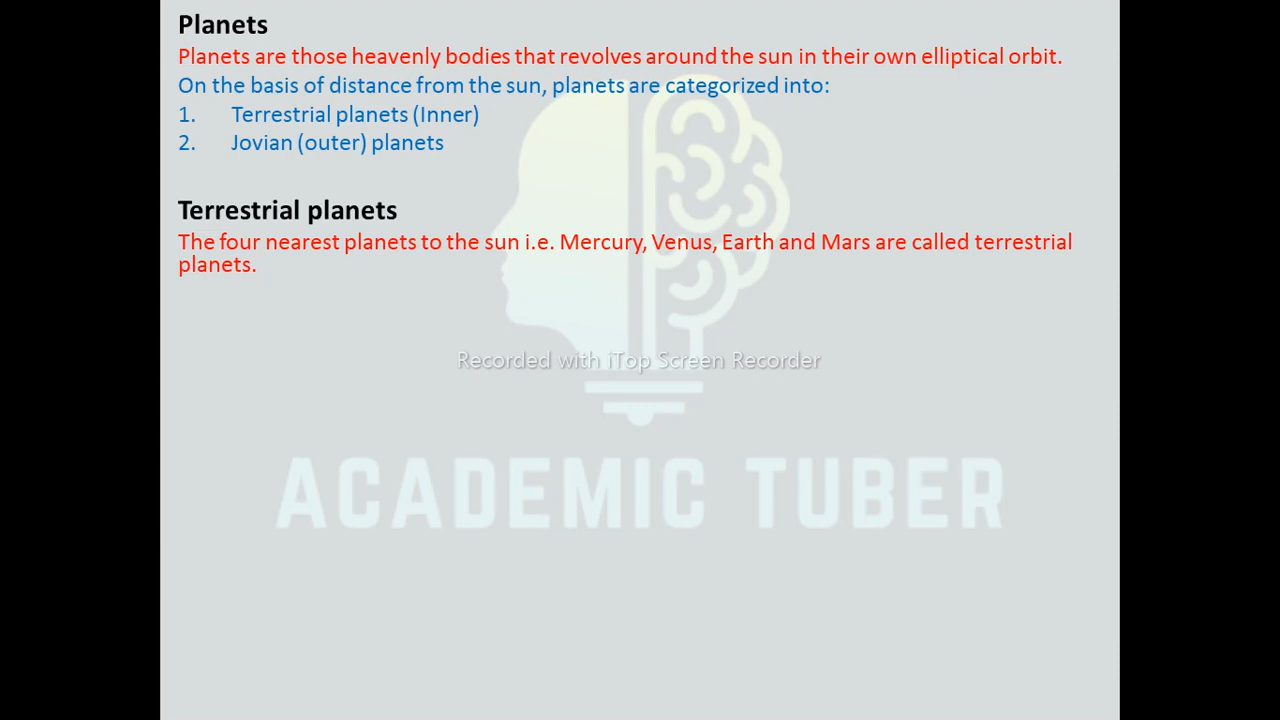 Planets
Planets are those heavenly bodies that revolves around the sun in their own elliptical orbit.
On the basis of distance from the sun, planets are categorized into:
1. Terrestrial planets (Inner)
2. Jovian (outer) planets
Terrestrial planets
The four nearest planets to the sun i.e. Mercury, Venus, Earth and Mars are called terrestrial
planets.
Recorded with iTop Screen Recorder
ACADEMIC TUBER